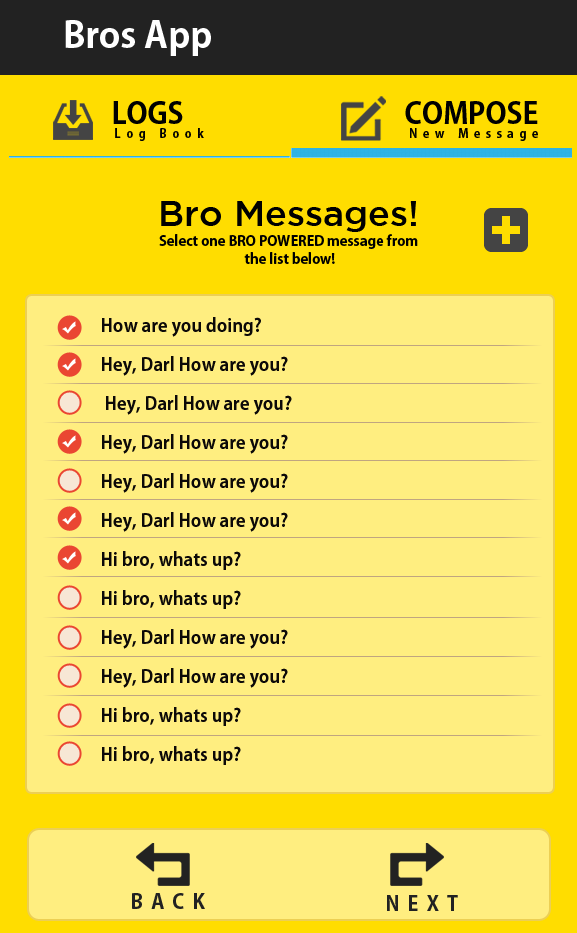 Bros App
LOGS
Log Book
COMPOSE
New Message
Bro Messages!
Select one BRO POWERED message from
the list below!
How are you doing?
Hey, Darl How are you?
Hey, Darl How are you?
Hey, Darl How are you?
Hey, Darl How are you?
Hey, Darl How are you?
Hi bro, whats up?
Hi bro, whats up?
Hey, Darl How are you?
Hey, Darl How are you?
Hi bro, whats up?
Hi bro, whats up?
BACK
NEXT